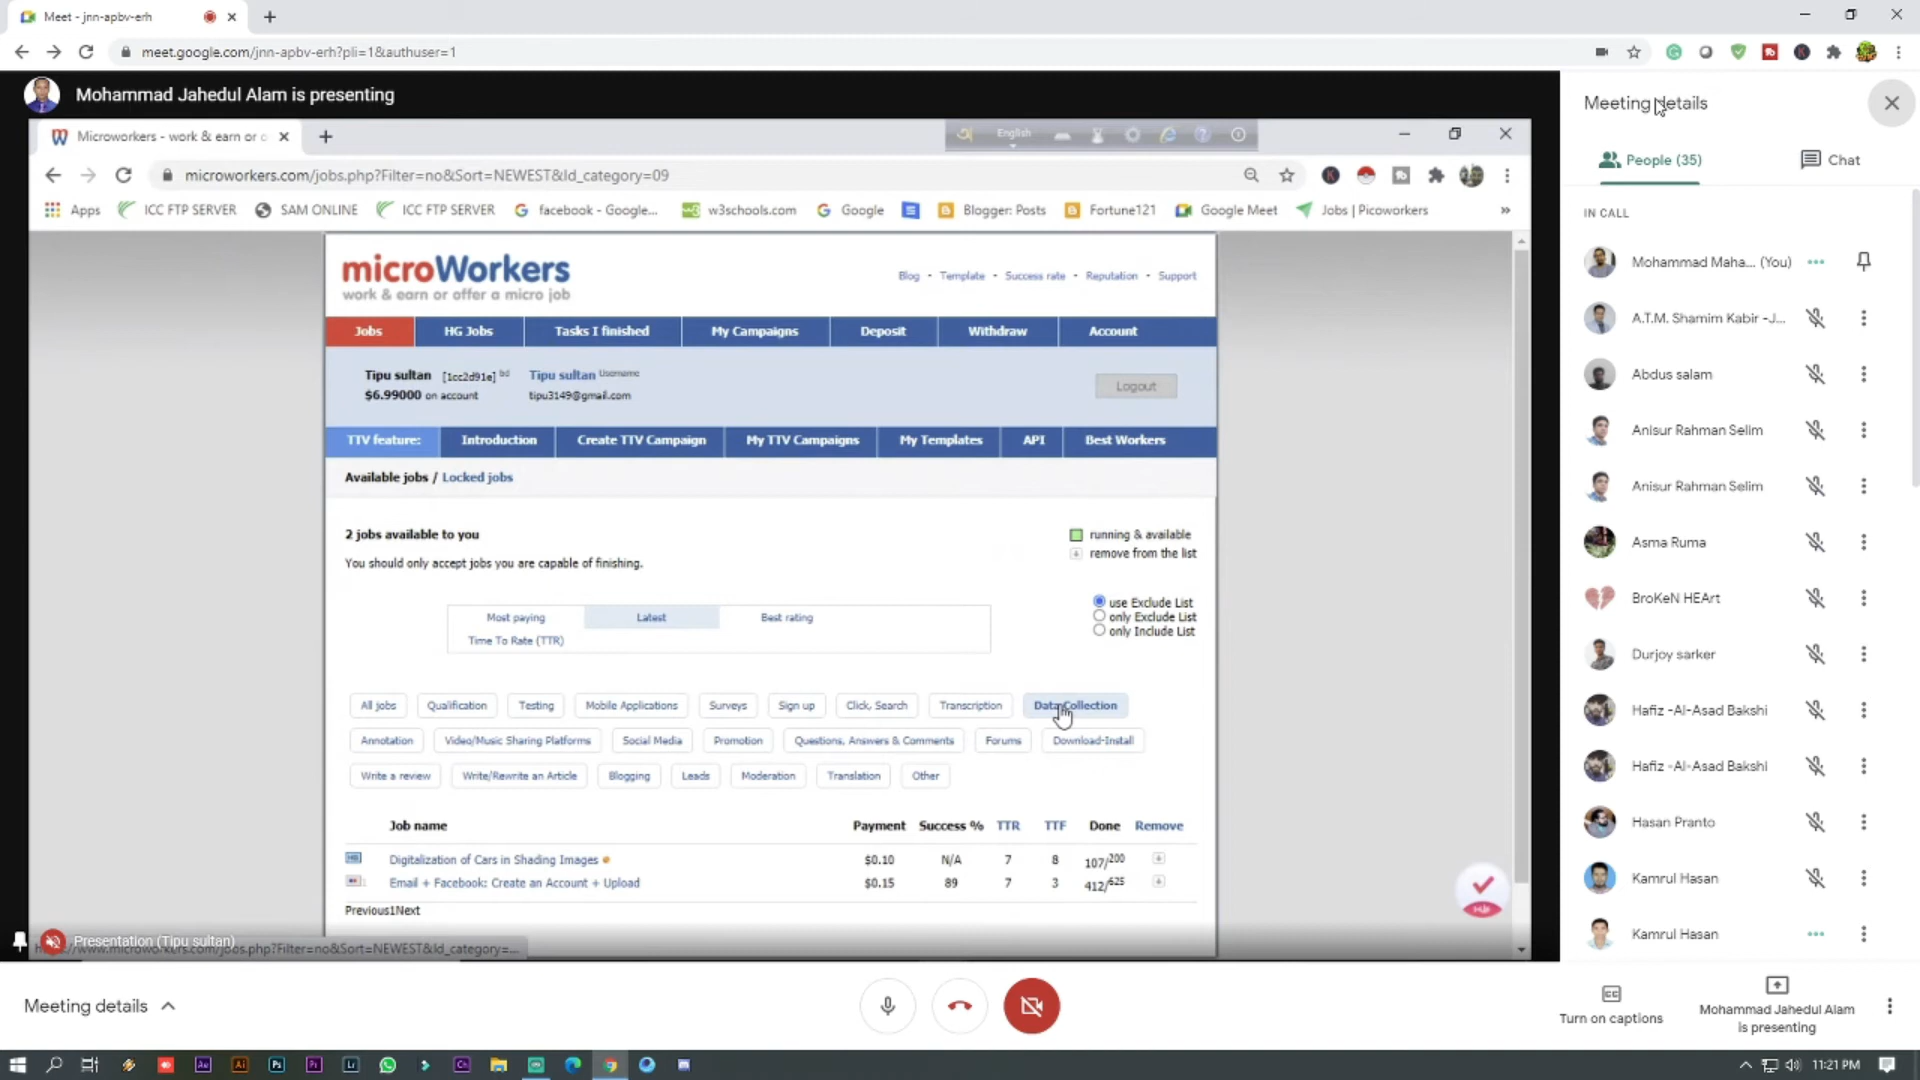 Meet - jnn-apbv-erh
meet.google.com/jnn-apbv-erh?pli=1&authuser=1
Mohammad Jahedul Alam is presenting
Microworkers - work & earn or o
English
microworkers.com/jobs.php?Filter=no&Sort=NEWEST&Id_category=09
Apps ICC FTP SERVER SAM ONLINE ICC FTP SERVER facebook - Google... w3schools.com Google Blogger: Posts Fortune121 Google Meet Jobs | Picoworkers »
microWorkers
work & earn or offer a micro job
Blog - Template - Success rate - Reputation - Support
Jobs HG Jobs Tasks I finished My Campaigns Deposit Withdraw Account
Tipu sultan [1cc2d91e] bd Tipu sultan Username
$6.99000 on account tipu3149@gmail.com
Logout
TTV feature: Introduction Create TTV Campaign My TTV Campaigns My Templates API Best Workers
Available jobs / Locked jobs
2 jobs available to you
You should only accept jobs you are capable of finishing.
running & available
remove from the list
Most paying Latest Best rating
Time To Rate (TTR)
use Exclude List
only Exclude List
only Include List
All jobs Qualification Testing Mobile Applications Surveys Sign up Click, Search Transcription Data Collection
Annotation Video/Music Sharing Platforms Social Media Promotion Questions, Answers & Comments Forums Download-Install
Write a review Write/Rewrite an Article Blogging Leads Moderation Translation Other
Job name Payment Success % TTR TTF Done Remove
Digitalization of Cars in Shading Images $0.10 N/A 7 8 107/200
Email + Facebook: Create an Account + Upload $0.15 89 7 3 412/625
Previous1Next
Presentation (Tipu sultan)
Meeting details
People (35) Chat
IN CALL
Mohammad Maha... (You)
A.T.M. Shamim Kabir -J...
Abdus salam
Anisur Rahman Selim
Anisur Rahman Selim
Asma Ruma
BroKeN HEArt
Durjoy sarker
Hafiz -Al-Asad Bakshi
Hafiz -Al-Asad Bakshi
Hasan Pranto
Kamrul Hasan
Kamrul Hasan
Meeting details
Turn on captions
Mohammad Jahedul Alam
is presenting
Ae Ai Ps Pr Lr Ch
11:21 PM